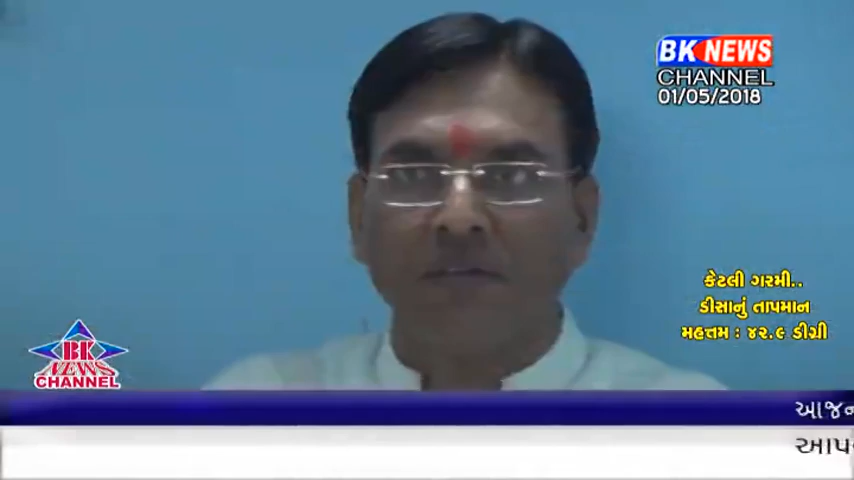 BK NEWS
CHANNEL
01/05/2018
કેટલી ગરમી..
ડીસાનું તાપમાન
મહત્તમ : ૪૨.૯ ડીગ્રી
BK
NEWS
CHANNEL